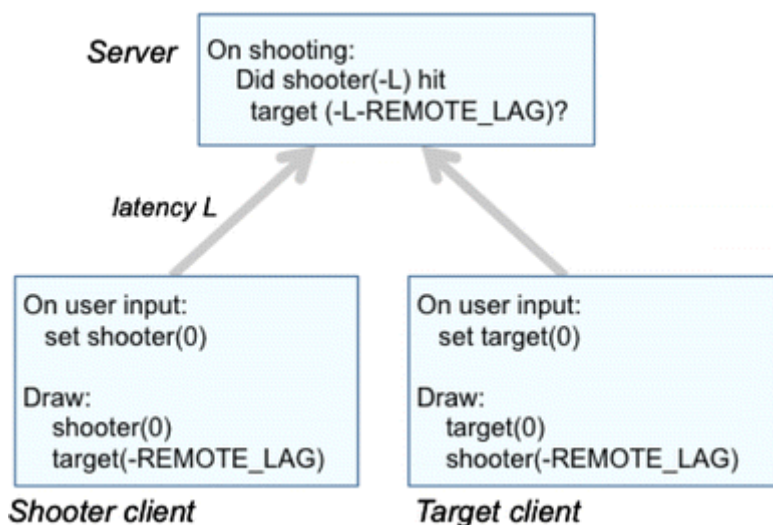 Server
On shooting:
Did shooter(-L) hit
target (-L-REMOTE_LAG)?
latency L
On user input:
set shooter(0)
Draw:
shooter(0)
target(-REMOTE_LAG)
Shooter client
On user input:
set target(0)
Draw:
target(0)
shooter(-REMOTE_LAG)
Target client